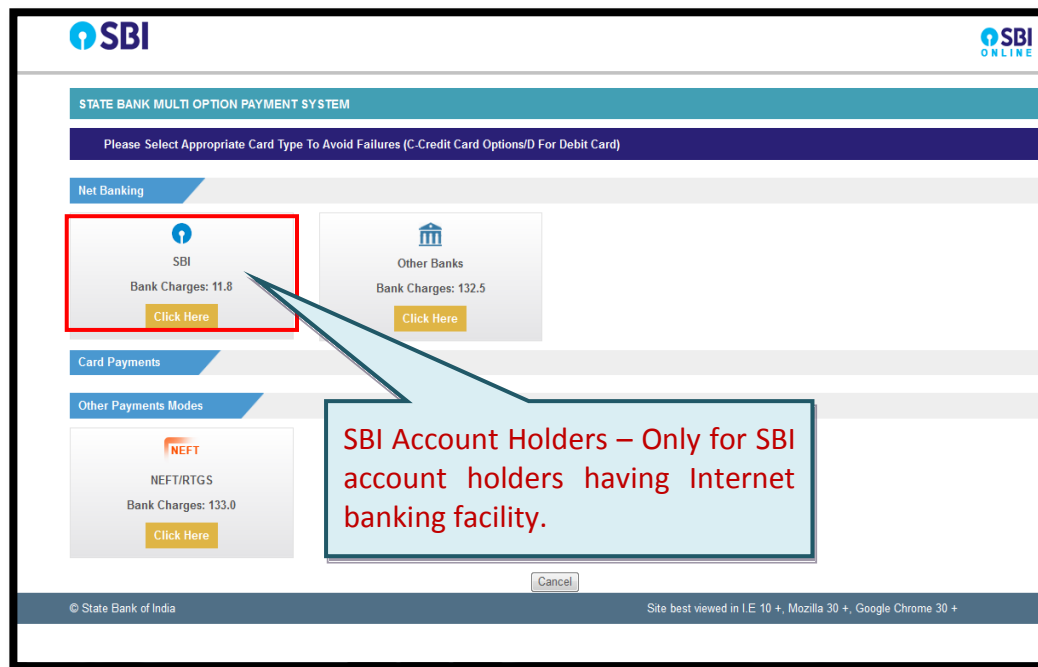 SBI
SBI
ONLINE
STATE BANK MULTI OPTION PAYMENT SYSTEM
Please Select Appropriate Card Type To Avoid Failures (C-Credit Card Options/D For Debit Card)
Net Banking
SBI
Bank Charges: 11.8
Click Here
Other Banks
Bank Charges: 132.5
Click Here
Card Payments
Other Payments Modes
NEFT
NEFT/RTGS
Bank Charges: 133.0
Click Here
SBI Account Holders – Only for SBI
account holders having Internet
banking facility.
Cancel
© State Bank of India
Site best viewed in I.E 10 +, Mozilla 30 +, Google Chrome 30 +